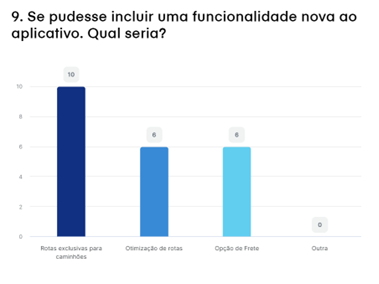 9. Se pudesse incluir uma funcionalidade nova ao
aplicativo. Qual seria?
10
10
8
6
4
2
0
6
6
0
Rotas exclusivas para
caminhões
Otimização de rotas
Opção de Frete
Outra